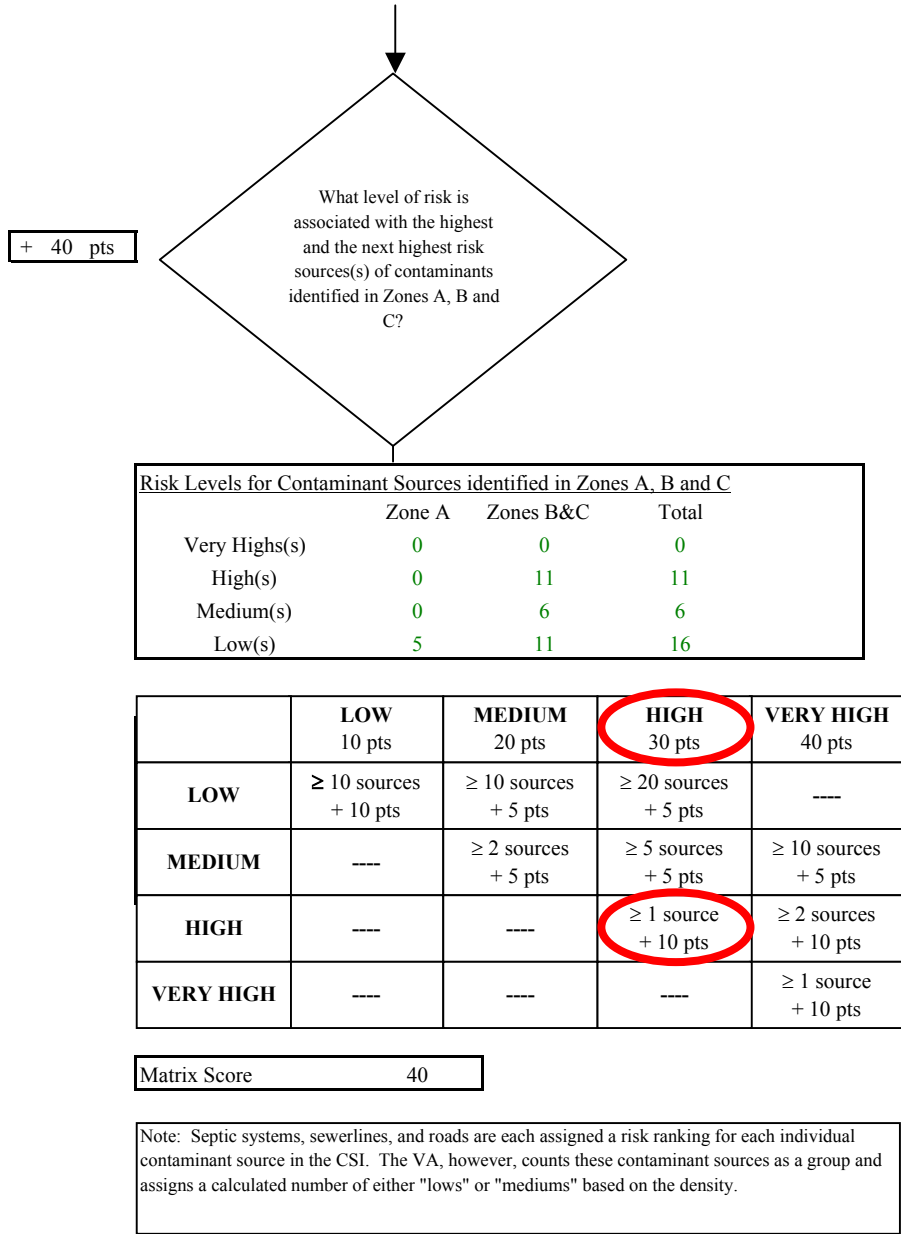 What level of risk is
associated with the highest
and the next highest risk
sources(s) of contaminants
identified in Zones A, B and
C?
+ 40 pts
Risk Levels for Contaminant Sources identified in Zones A, B and C
Zone A Zones B&C Total
Very Highs(s) 0 0 0
High(s) 0 11 11
Medium(s) 0 6 6
Low(s) 5 11 16
LOW MEDIUM HIGH VERY HIGH
10 pts 20 pts 30 pts 40 pts
LOW ≥ 10 sources ≥ 10 sources ≥ 20 sources ----
+ 10 pts + 5 pts + 5 pts
MEDIUM ---- ≥ 2 sources ≥ 5 sources ≥ 10 sources
+ 5 pts + 5 pts + 5 pts
HIGH ---- ---- ≥ 1 source ≥ 2 sources
+ 10 pts + 10 pts
VERY HIGH ---- ---- ---- ≥ 1 source
+ 10 pts
Matrix Score 40
Note: Septic systems, sewerlines, and roads are each assigned a risk ranking for each individual
contaminant source in the CSI. The VA, however, counts these contaminant sources as a group and
assigns a calculated number of either "lows" or "mediums" based on the density.